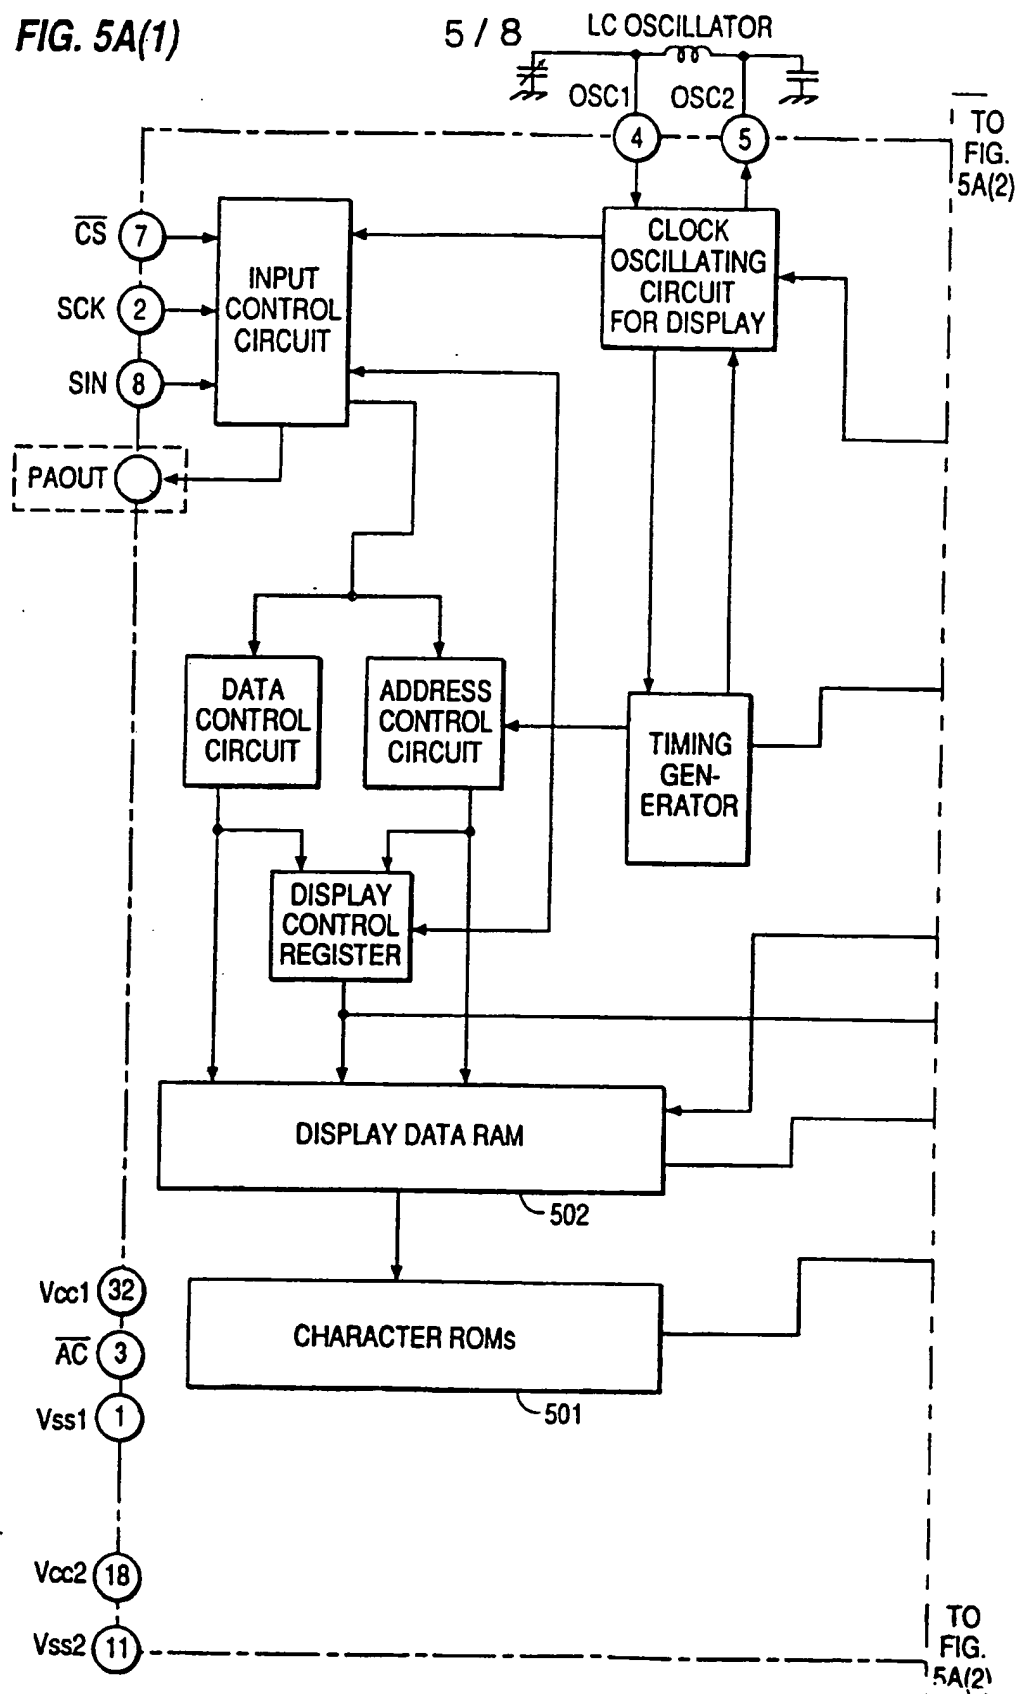 FIG. 5A(1)
5 / 8
LC OSCILLATOR
OSC1
OSC2
4
5
TO
FIG.
5A(2)
CS
7
SCK
2
SIN
8
PAOUT
INPUT
CONTROL
CIRCUIT
CLOCK
OSCILLATING
CIRCUIT
FOR DISPLAY
DATA
CONTROL
CIRCUIT
ADDRESS
CONTROL
CIRCUIT
TIMING
GEN-
ERATOR
DISPLAY
CONTROL
REGISTER
DISPLAY DATA RAM
502
CHARACTER ROMs
501
Vcc1
32
AC
3
Vss1
1
Vcc2
18
Vss2
11
TO
FIG.
5A(2)